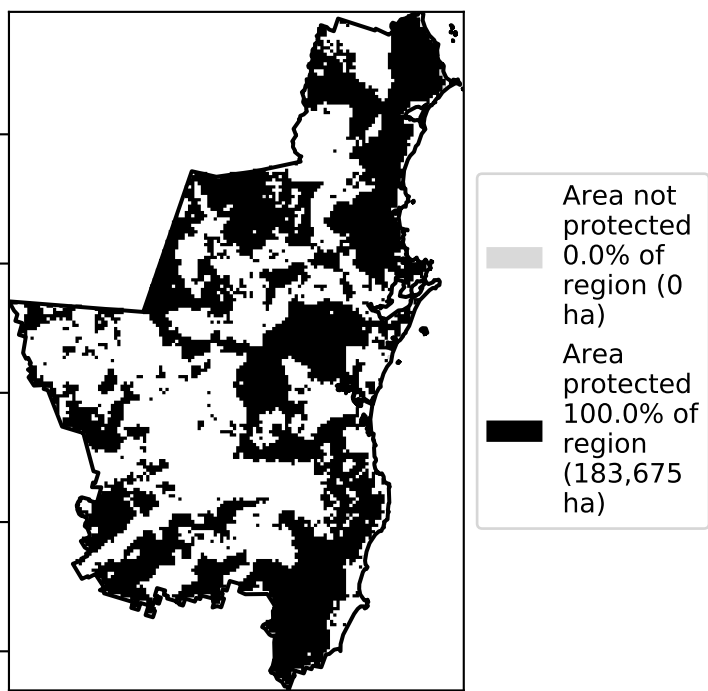 Area not
protected
0.0% of
region (0
ha)
Area
protected
100.0% of
region
(183,675
ha)